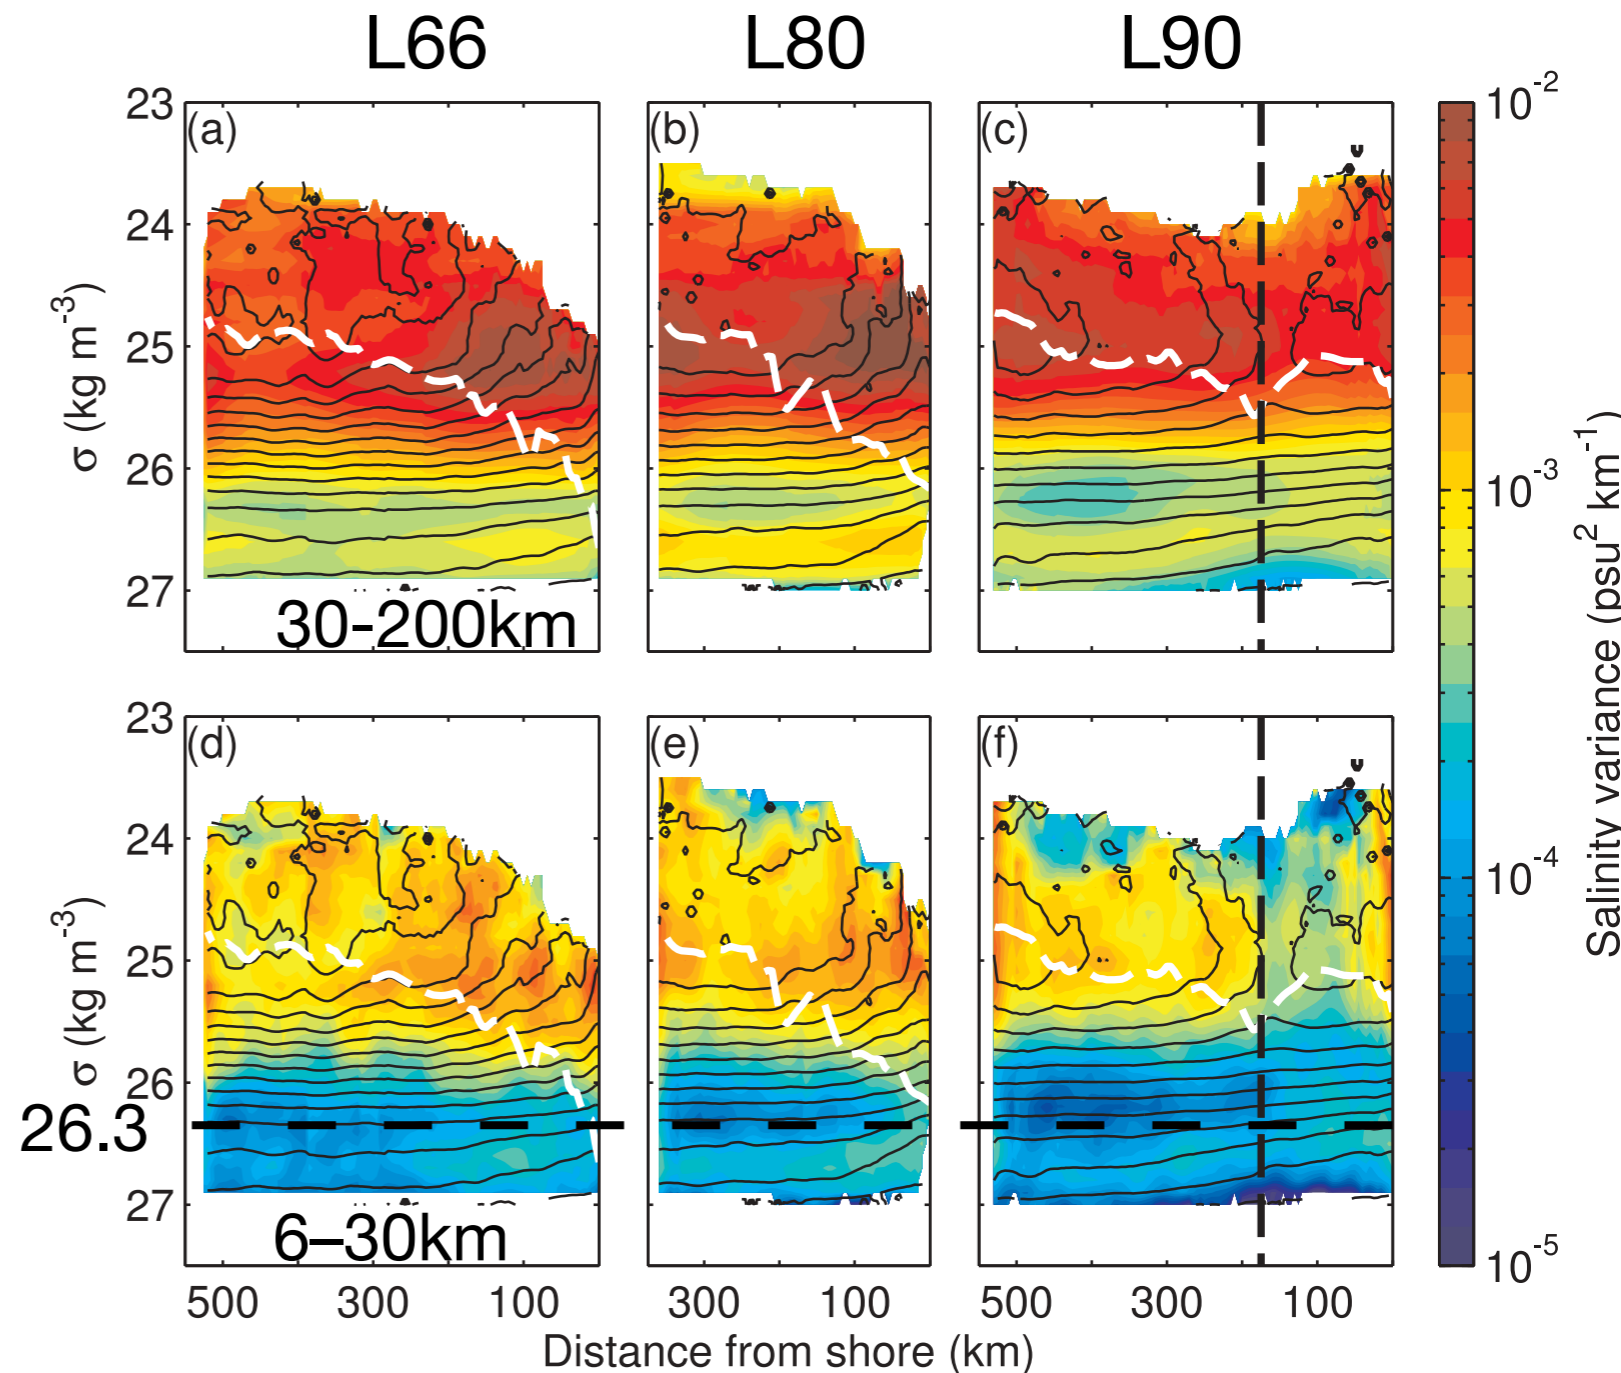 L66 L80 L90
23
24
25
26
27
σ (kg m-3)
(a)
(b)
(c)
30-200km
23
24
25
26
27
σ (kg m-3)
26.3
(d)
(e)
(f)
6–30km
500 300 100
300 100
500 300 100
Distance from shore (km)
10-2
10-3
10-4
10-5
Salinity variance (psu2 km-1)